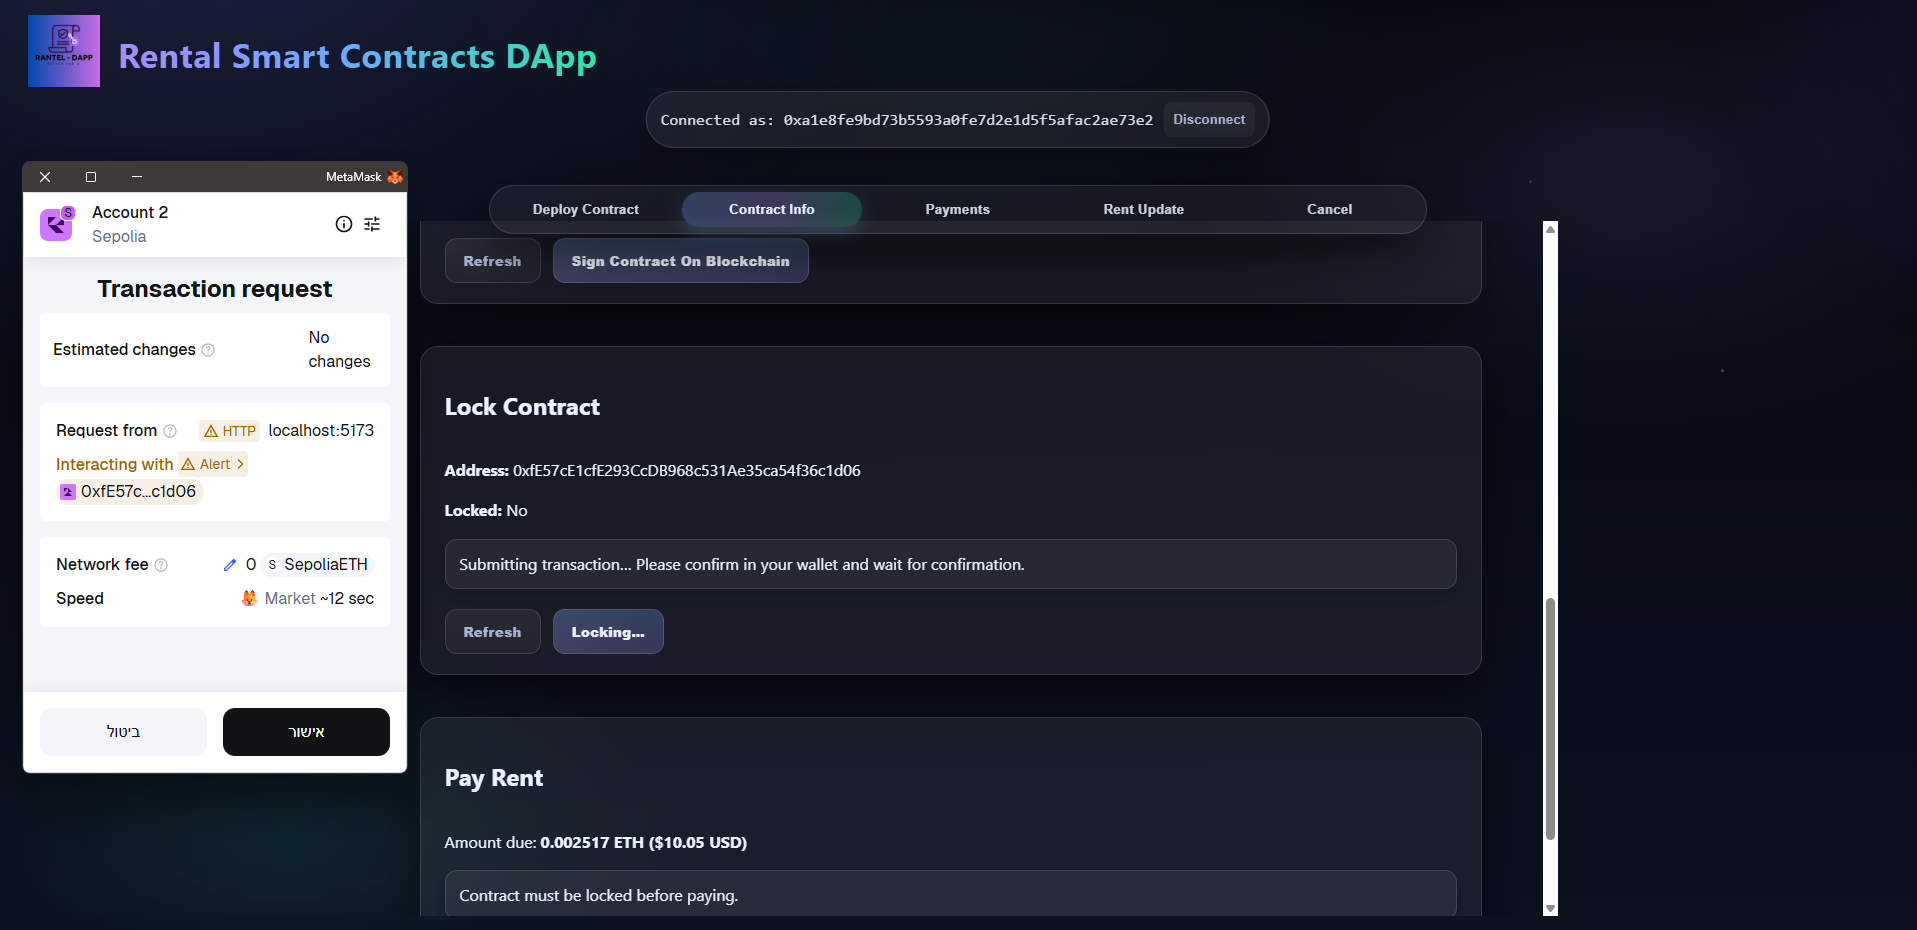 RANTEL - DAPP
Rental Smart Contracts DApp
Connected as: 0xa1e8fe9bd73b5593a0fe7d2e1d5f5afac2ae73e2
Disconnect
Deploy Contract
Contract Info
Payments
Rent Update
Cancel
MetaMask
S
Account 2
Sepolia
Transaction request
Estimated changes
No
changes
Request from
HTTP
localhost:5173
Interacting with
Alert
0xfE57c...c1d06
Network fee
0
S SepoliaETH
Speed
Market ~12 sec
ביטול
אישור
Refresh
Sign Contract On Blockchain
Lock Contract
Address: 0xfE57cE1cfE293CcDB968c531Ae35ca54f36c1d06
Locked: No
Submitting transaction... Please confirm in your wallet and wait for confirmation.
Refresh
Locking...
Pay Rent
Amount due: 0.002517 ETH ($10.05 USD)
Contract must be locked before paying.